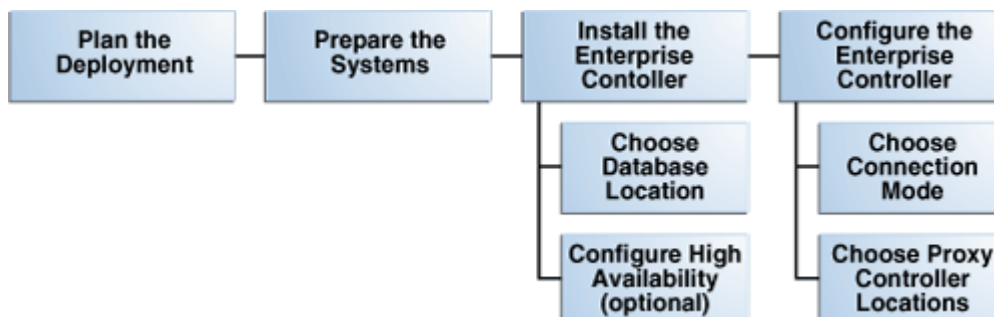 Plan the
Deployment
Prepare the
Systems
Install the
Enterprise
Contoller
Configure the
Enterprise
Controller
Choose
Database
Location
Choose
Connection
Mode
Configure High
Availability
(optional)
Choose Proxy
Controller
Locations